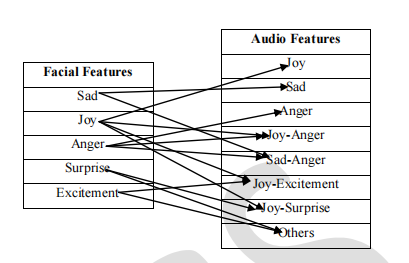 Audio Features
Joy
Sad
Anger
Joy-Anger
Sad-Anger
Joy-Excitement
Joy-Surprise
Others
Facial Features
Sad
Joy
Anger
Surprise
Excitement